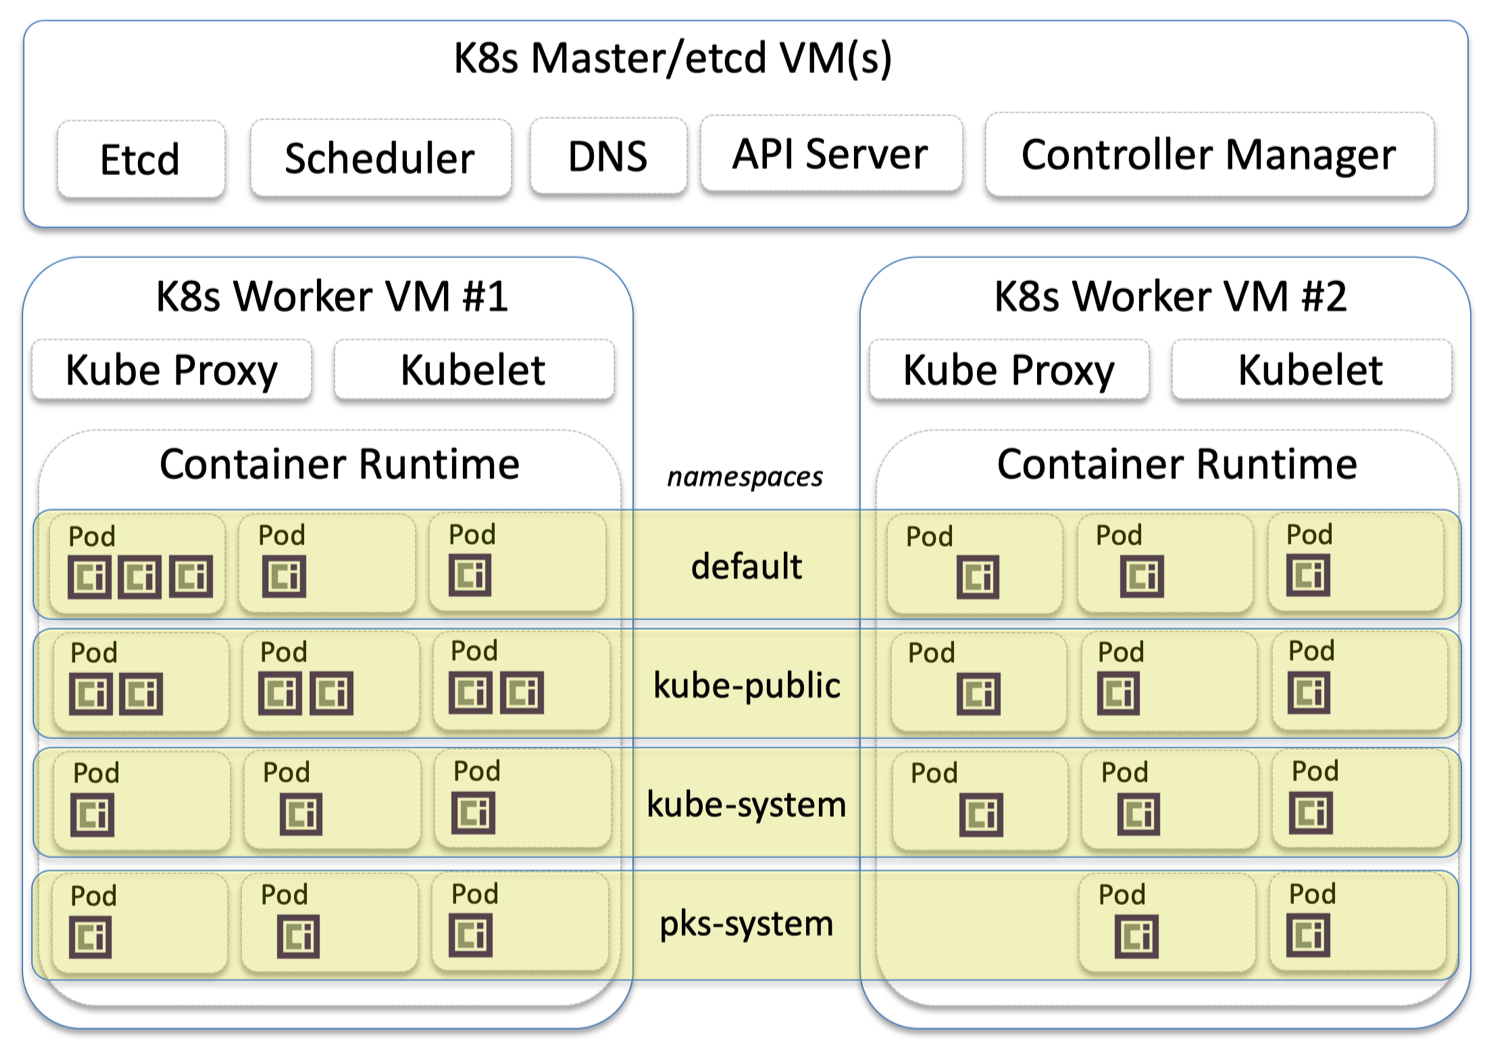 K8s Master/etcd VM(s)
Etcd
Scheduler
DNS
API Server
Controller Manager
K8s Worker VM #1
Kube Proxy
Kubelet
Container Runtime
namespaces
K8s Worker VM #2
Kube Proxy
Kubelet
Container Runtime
Pod
Ci Ci Ci
Pod
Ci
Pod
Ci
default
Pod
Ci
Pod
Ci
Pod
Ci
Pod
Ci Ci
Pod
Ci Ci
Pod
Ci Ci
kube-public
Pod
Ci
Pod
Ci
Pod
Ci
Pod
Ci
Pod
Ci
Pod
Ci
kube-system
Pod
Ci
Pod
Ci
Pod
Ci
Pod
Ci
Pod
Ci
Pod
Ci
pks-system
Pod
Ci
Pod
Ci